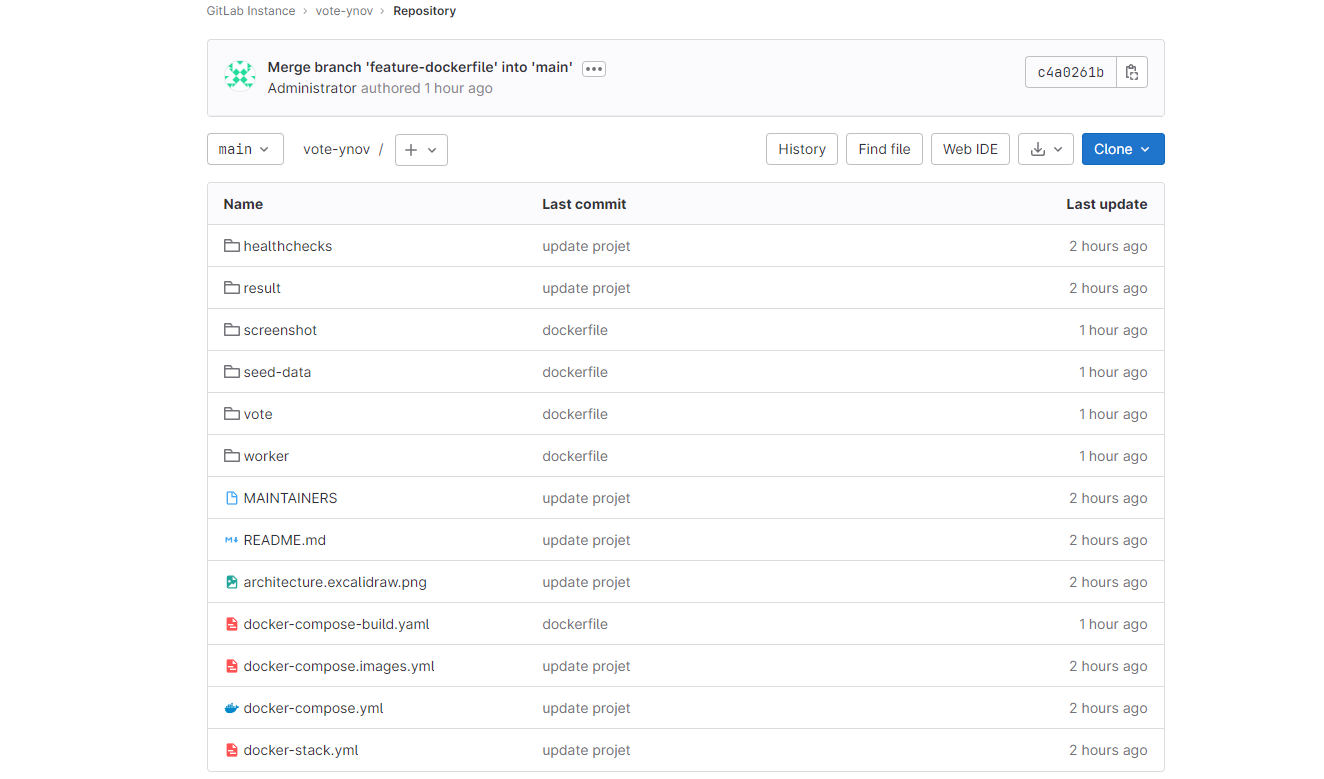 GitLab Instance › vote-ynov › Repository
Merge branch 'feature-dockerfile' into 'main'
Administrator authored 1 hour ago
c4a0261b
main
vote-ynov /
History
Find file
Web IDE
Clone
Name Last commit Last update
healthchecks update projet 2 hours ago
result update projet 2 hours ago
screenshot dockerfile 1 hour ago
seed-data dockerfile 1 hour ago
vote dockerfile 1 hour ago
worker dockerfile 1 hour ago
MAINTAINERS update projet 2 hours ago
README.md update projet 2 hours ago
architecture.excalidraw.png update projet 2 hours ago
docker-compose-build.yaml dockerfile 1 hour ago
docker-compose.images.yml update projet 2 hours ago
docker-compose.yml update projet 2 hours ago
docker-stack.yml update projet 2 hours ago